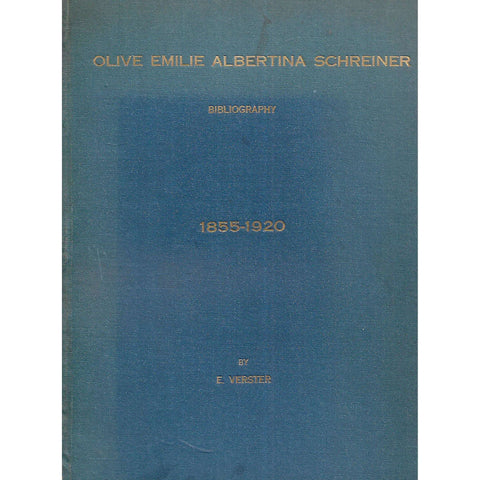 OLIVE EMILIE ALBERTINA SCHREINER
BIBLIOGRAPHY
1855-1920
BY
E. VERSTER